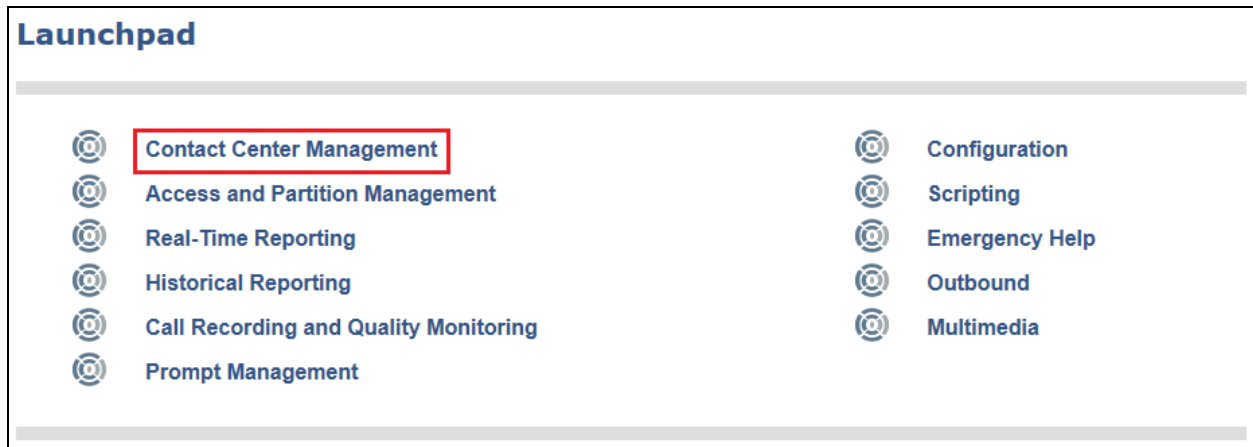 Launchpad
Contact Center Management
Access and Partition Management
Real-Time Reporting
Historical Reporting
Call Recording and Quality Monitoring
Prompt Management
Configuration
Scripting
Emergency Help
Outbound
Multimedia